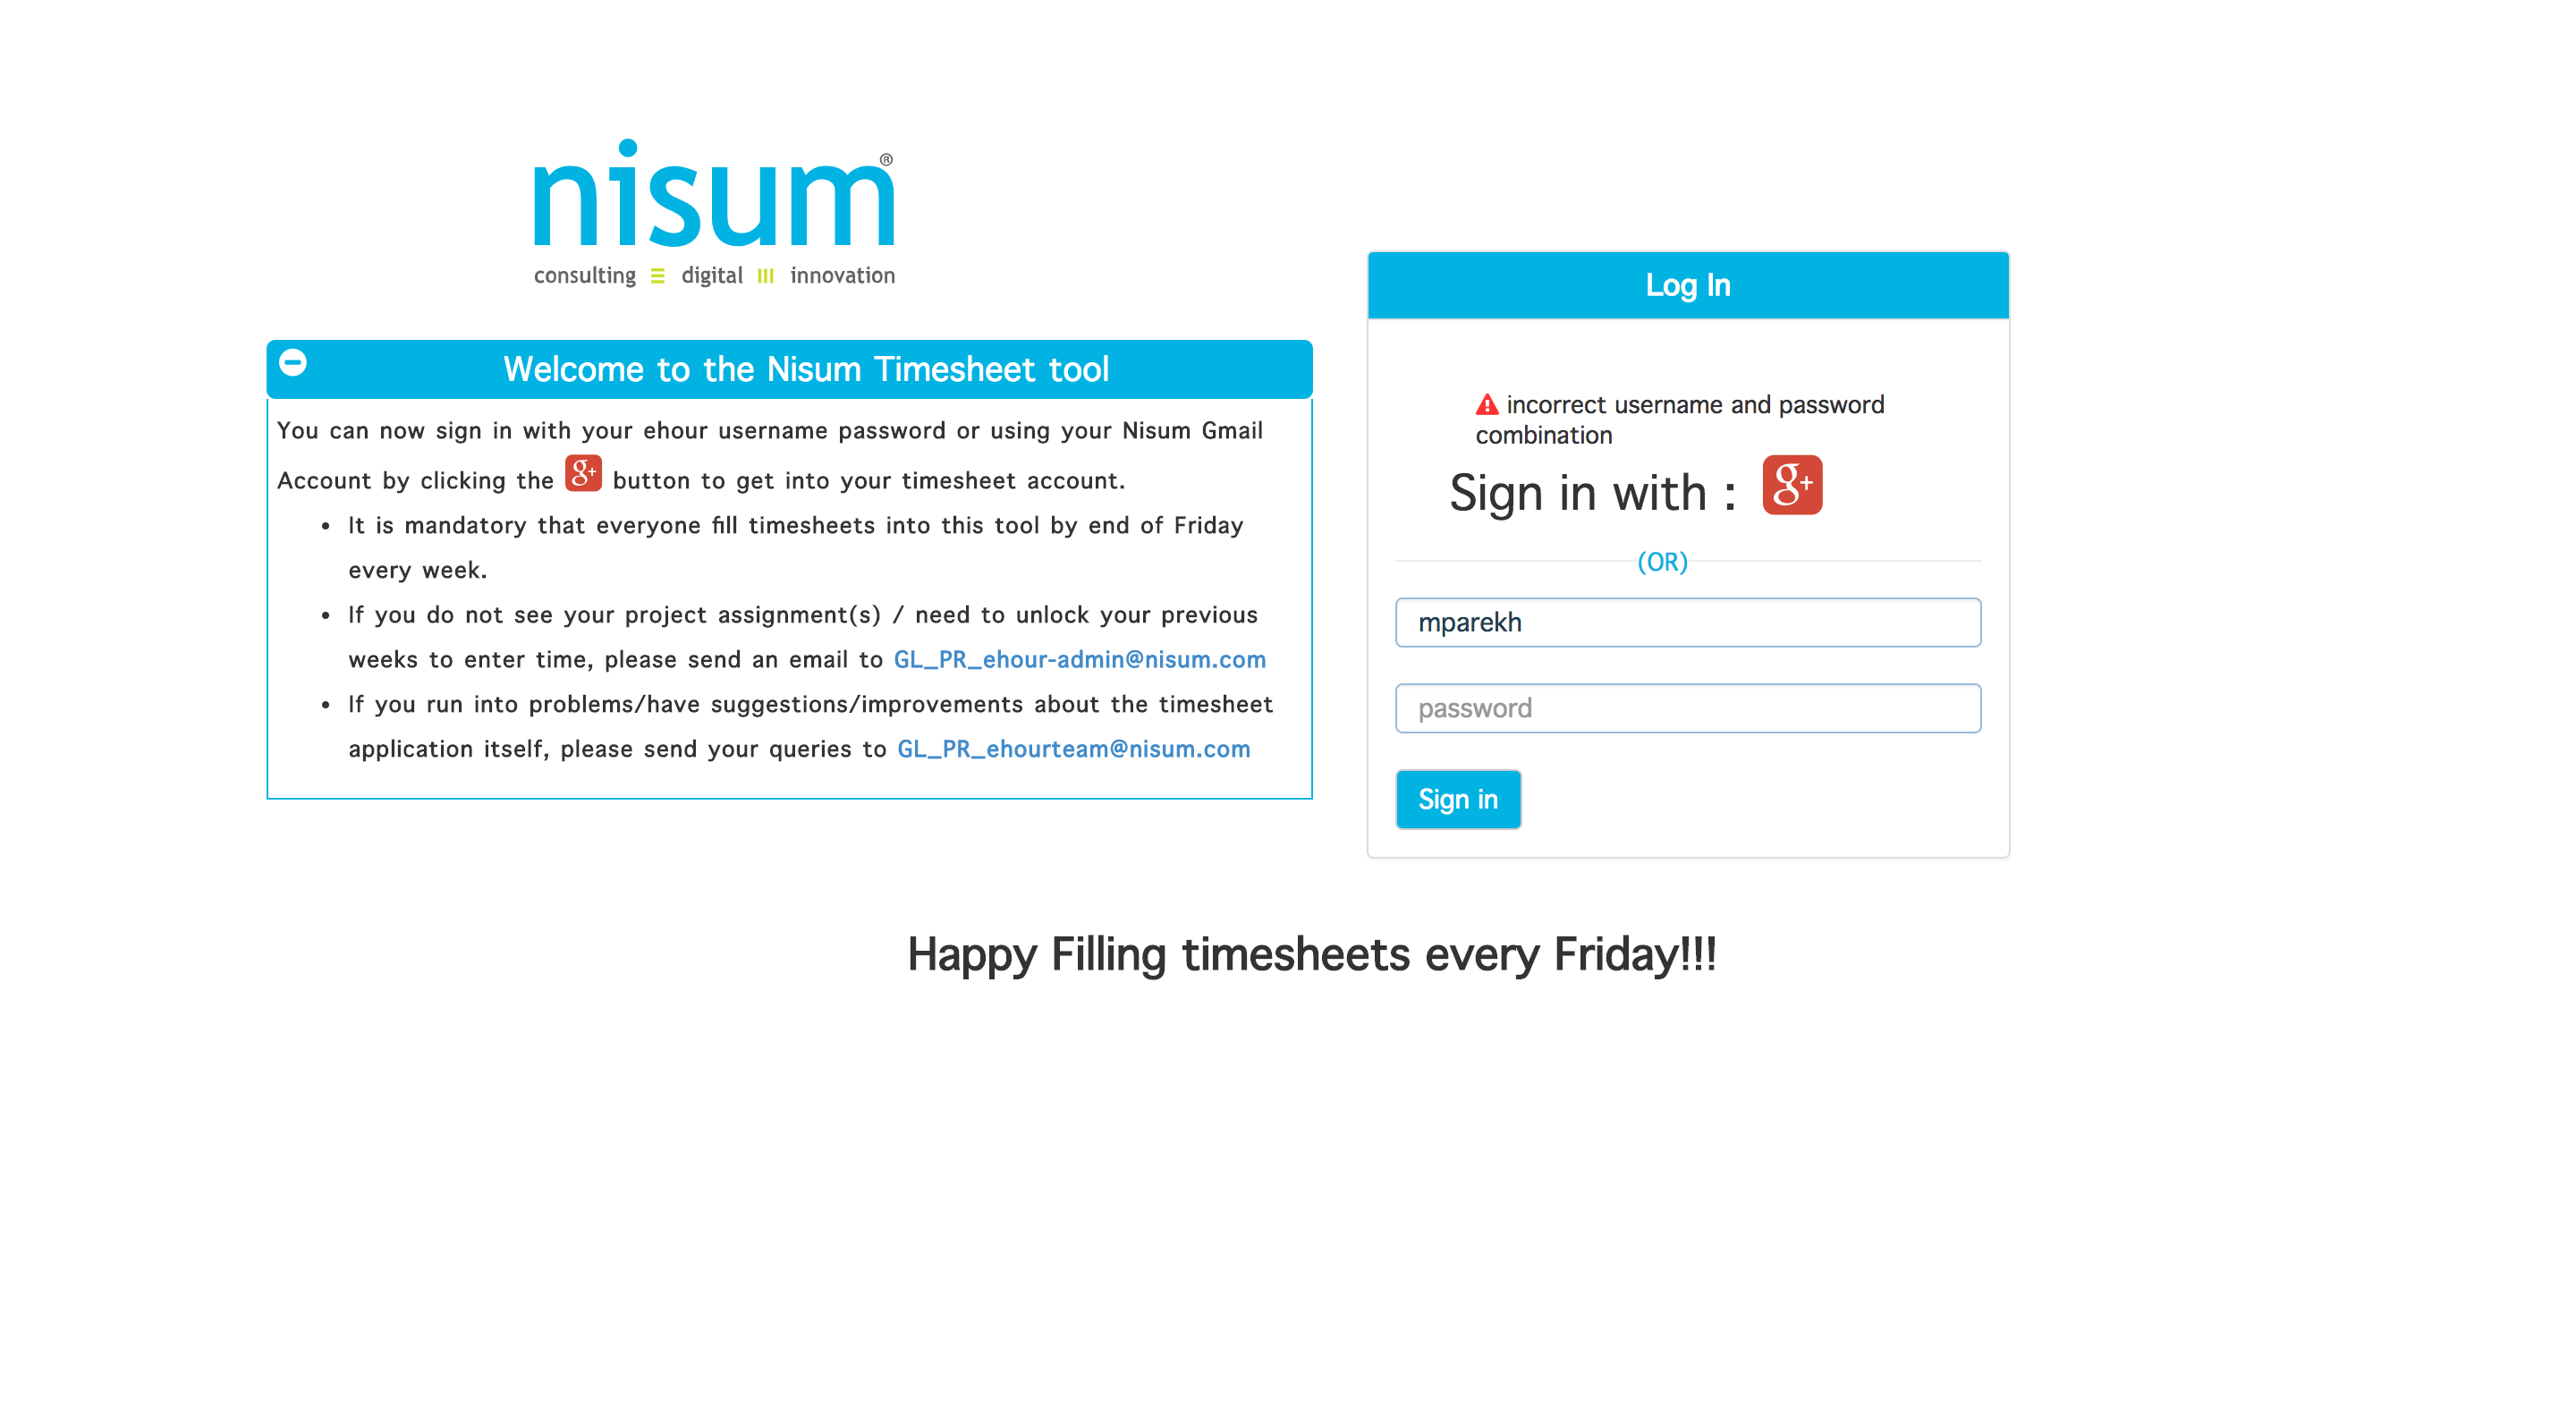 nisum®
consulting digital innovation
Welcome to the Nisum Timesheet tool
You can now sign in with your ehour username password or using your Nisum Gmail
Account by clicking the g+ button to get into your timesheet account.
• It is mandatory that everyone fill timesheets into this tool by end of Friday
every week.
• If you do not see your project assignment(s) / need to unlock your previous
weeks to enter time, please send an email to GL_PR_ehour-admin@nisum.com
• If you run into problems/have suggestions/improvements about the timesheet
application itself, please send your queries to GL_PR_ehourteam@nisum.com
Log In
incorrect username and password
combination
Sign in with : g+
(OR)
mparekh
password
Sign in
Happy Filling timesheets every Friday!!!